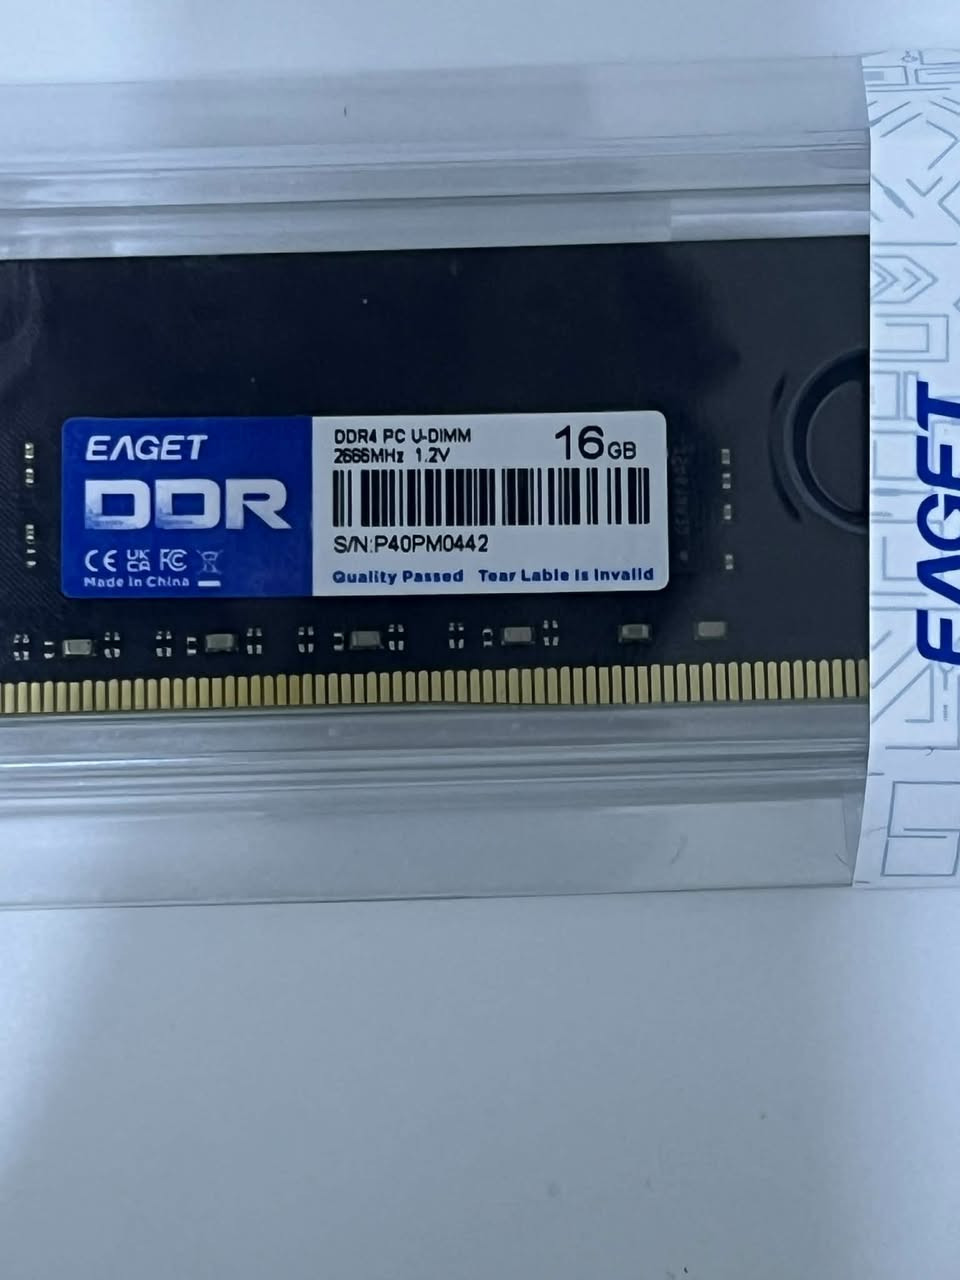 EAGET
DDR
CE UK CA FC
Made in China
DDR4 PC U-DIMM
2666MHz 1.2V
16GB
S/N:P40PM0442
Quality Passed Tear Lable is Invalid
EAGET